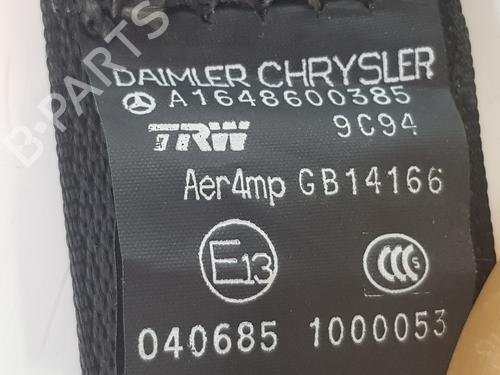 DAIMLER CHRYSLER
A1648600385
TRW 9C94
Aer4mp GB14166
E13 CCC S
040685 1000053
B-PARTS